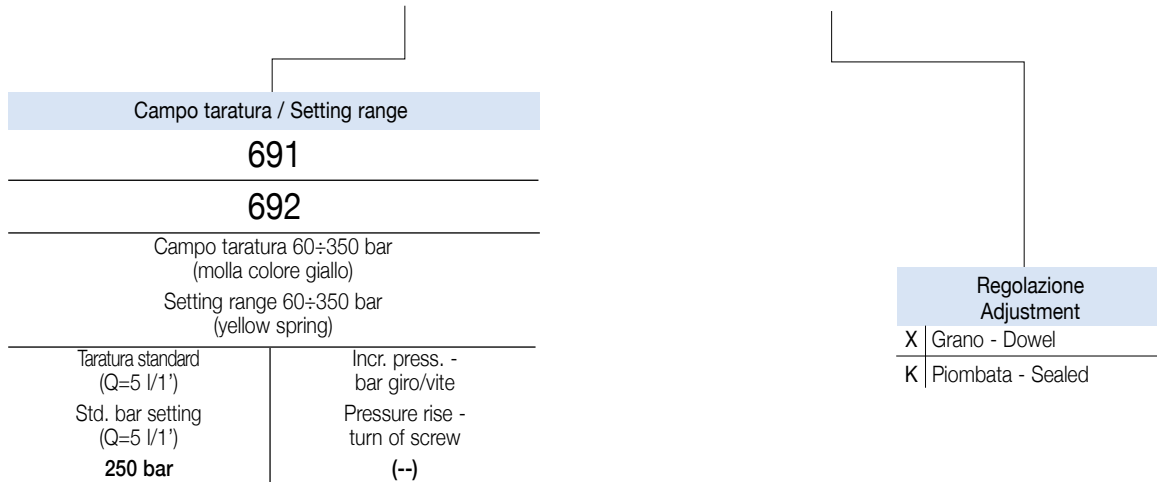 Campo taratura / Setting range
691
692
Campo taratura 60÷350 bar
(molla colore giallo)
Setting range 60÷350 bar
(yellow spring)
Taratura standard
(Q=5 l/1')
Std. bar setting
(Q=5 l/1')
250 bar
Incr. press. -
bar giro/vite
Pressure rise -
turn of screw
(--)
Regolazione
Adjustment
X Grano - Dowel
K Piombata - Sealed